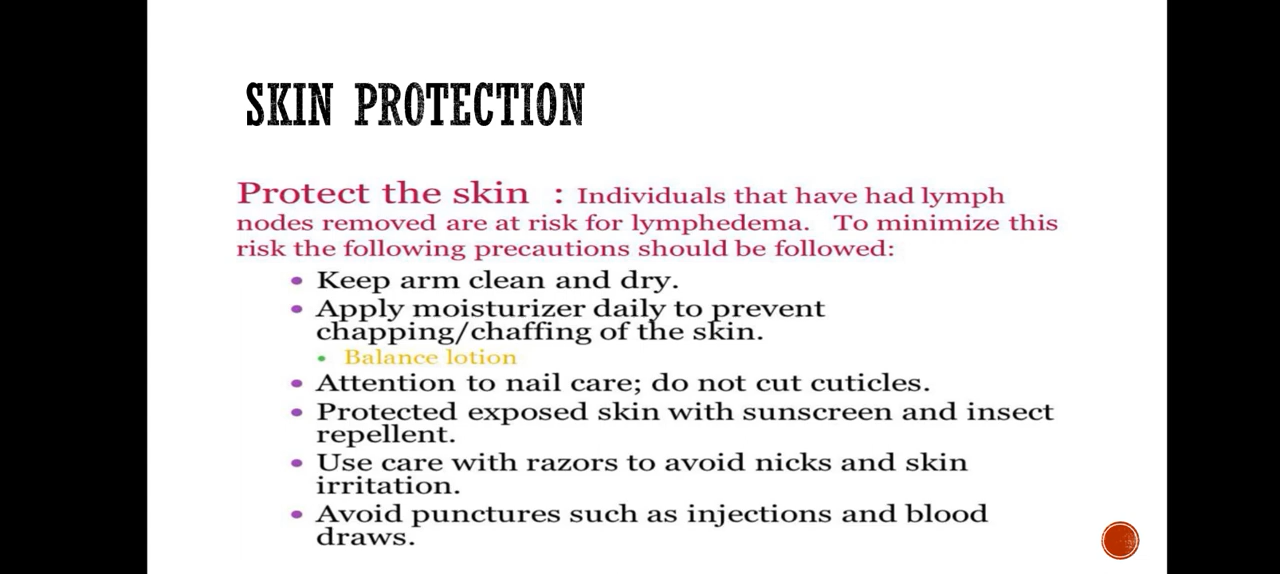 SKIN PROTECTION
Protect the skin : Individuals that have had lymph
nodes removed are at risk for lymphedema. To minimize this
risk the following precautions should be followed:
• Keep arm clean and dry.
• Apply moisturizer daily to prevent
chapping/chaffing of the skin.
• Balance lotion
• Attention to nail care; do not cut cuticles.
• Protected exposed skin with sunscreen and insect
repellent.
• Use care with razors to avoid nicks and skin
irritation.
• Avoid punctures such as injections and blood
draws.